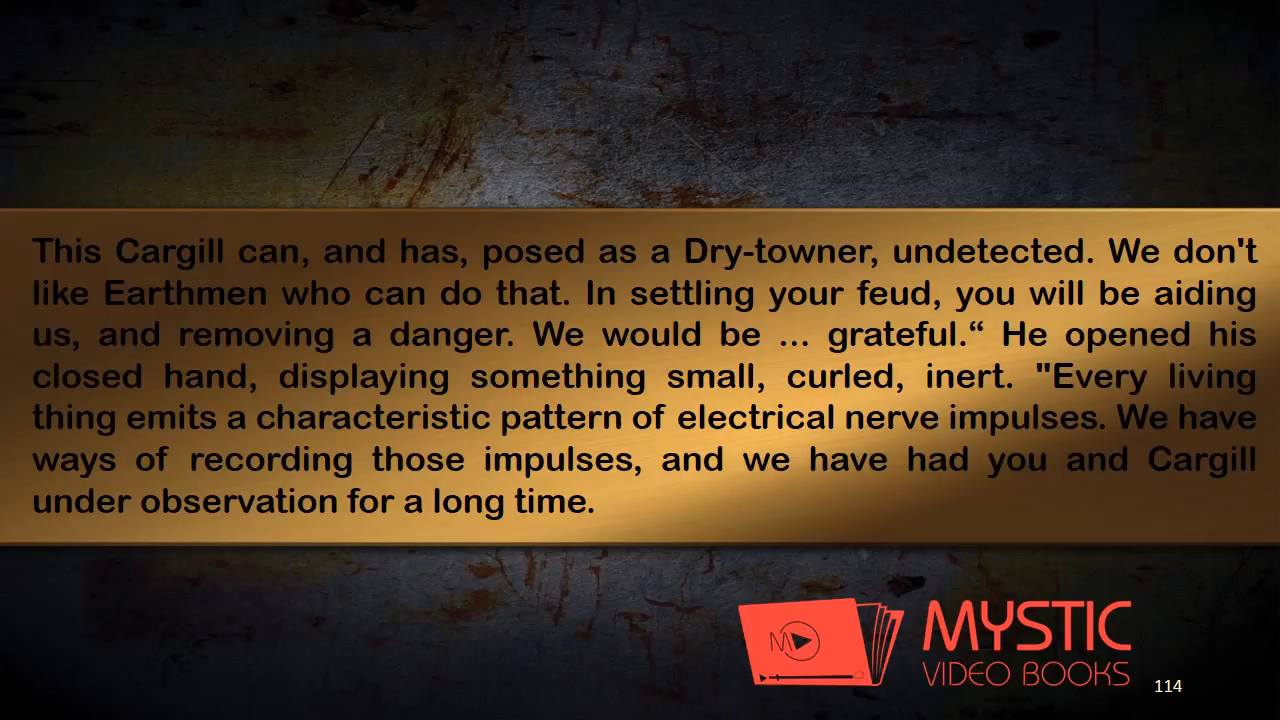 This Cargill can, and has, posed as a Dry-towner, undetected. We don't
like Earthmen who can do that. In settling your feud, you will be aiding
us, and removing a danger. We would be ... grateful.“ He opened his
closed hand, displaying something small, curled, inert. "Every living
thing emits a characteristic pattern of electrical nerve impulses. We have
ways of recording those impulses, and we have had you and Cargill
under observation for a long time.
M
MYSTIC
VIDEO BOOKS
114